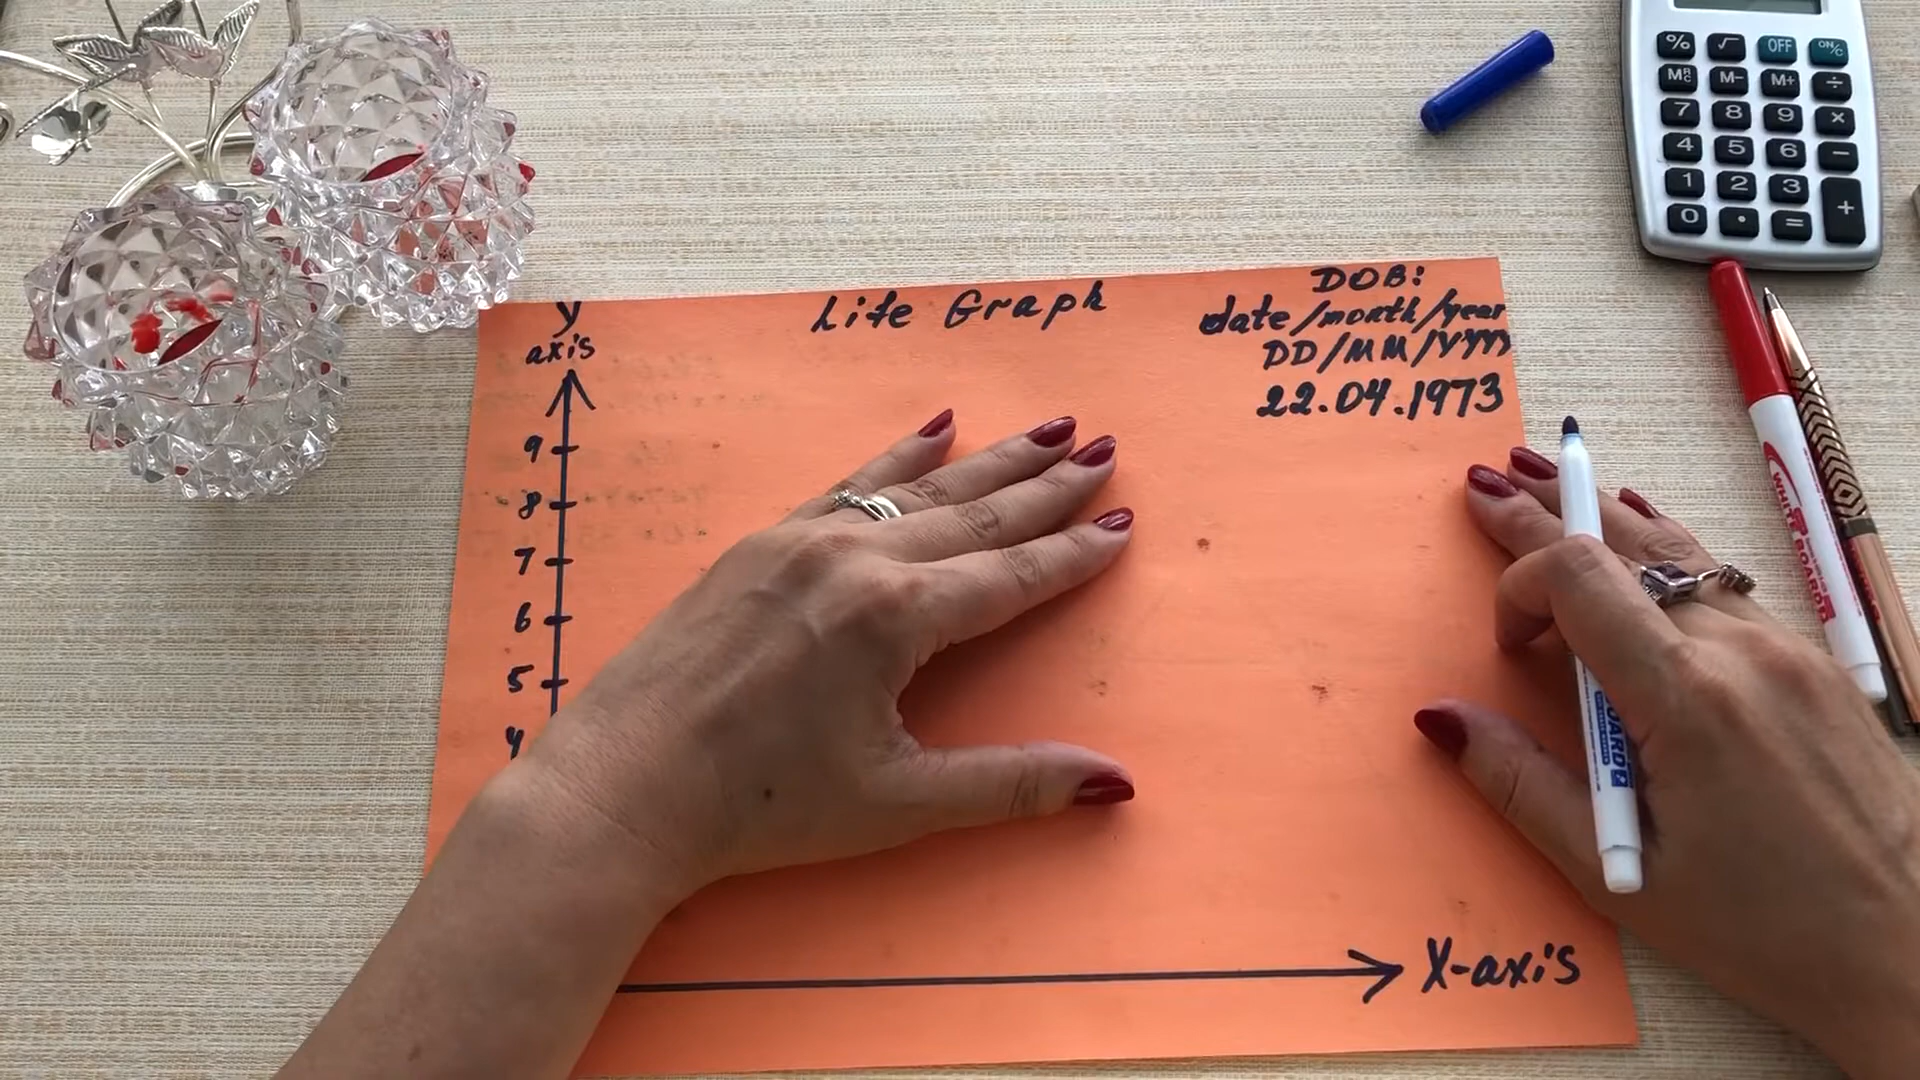 Life Graph
DOB:
date/month/year
DD/MM/YYYY
22.04.1973
y
axis
9
8
7
6
5
4
X-axis
% √ OFF ON/C
MRC M- M+ ÷
7 8 9 ×
4 5 6 −
1 2 3 +
0 • =
WHITE BOARD